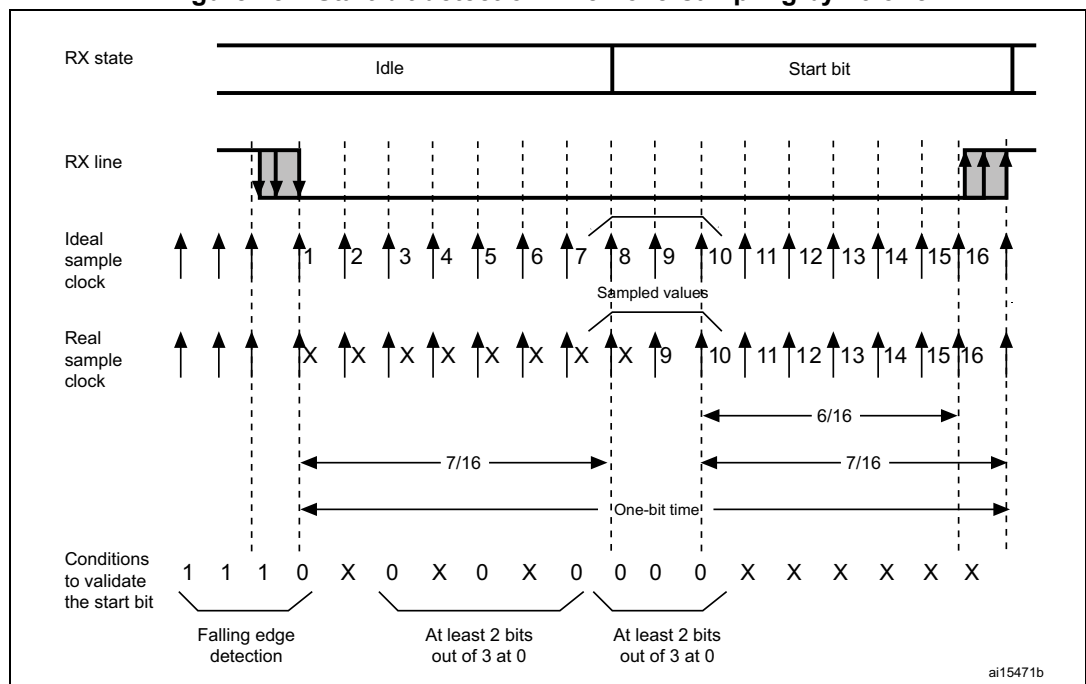 RX state
Idle
Start bit
RX line
Ideal
sample
clock
1 2 3 4 5 6 7 8 9 10 11 12 13 14 15 16
Sampled values
Real
sample
clock
X X X X X X X X 9 10 11 12 13 14 15 16
6/16
7/16
7/16
One-bit time
Conditions
to validate
the start bit
1 1 1 0 X 0 X 0 X 0 0 0 0 X X X X X X
Falling edge
detection
At least 2 bits
out of 3 at 0
At least 2 bits
out of 3 at 0
ai15471b